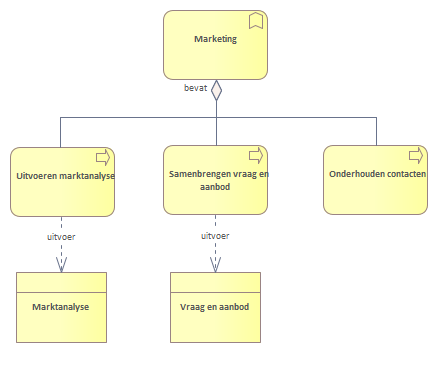 Marketing
bevat
Uitvoeren marktanalyse
Samenbrengen vraag en
aanbod
Onderhouden contacten
uitvoer
uitvoer
Marktanalyse
Vraag en aanbod